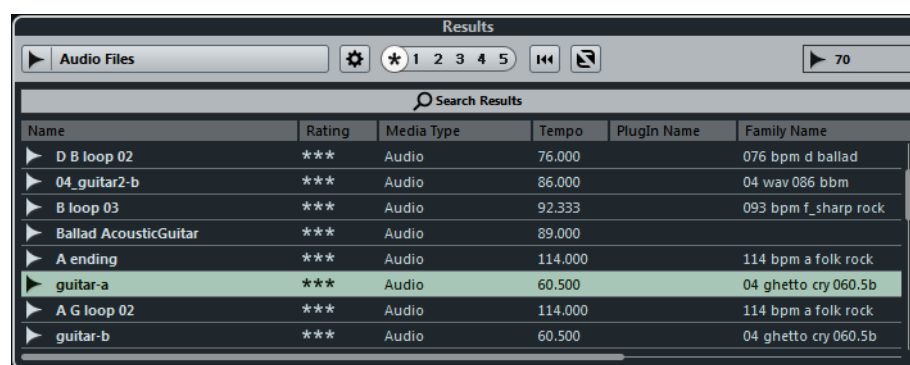 Results
Audio Files * 1 2 3 4 5 70
Search Results
Name Rating Media Type Tempo PlugIn Name Family Name
D B loop 02 *** Audio 76.000 076 bpm d ballad
04_guitar2-b *** Audio 86.000 04 wav 086 bbm
B loop 03 *** Audio 92.333 093 bpm f_sharp rock
Ballad AcousticGuitar *** Audio 89.000
A ending *** Audio 114.000 114 bpm a folk rock
guitar-a *** Audio 60.500 04 ghetto cry 060.5b
A G loop 02 *** Audio 114.000 114 bpm a folk rock
guitar-b *** Audio 60.500 04 ghetto cry 060.5b